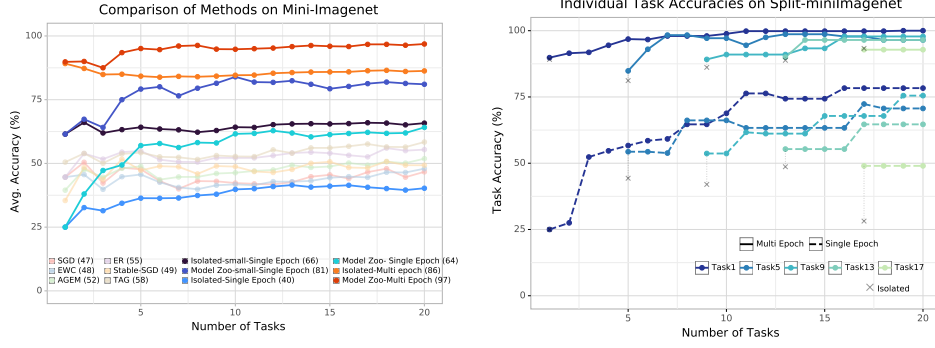 Comparison of Methods on Mini-Imagenet
Avg. Accuracy (%)
100
75
50
25
0
SGD (47)
EWC (48)
AGEM (52)
ER (55)
Stable-SGD (49)
TAG (58)
Isolated-small-Single Epoch (66)
Model Zoo-small-Single Epoch (81)
Isolated-Single Epoch (40)
Model Zoo- Single Epoch (64)
Isolated-Multi epoch (86)
Model Zoo-Multi Epoch (97)
5 10 15 20
Number of Tasks
Individual Task Accuracies on Split-miniImagenet
Task Accuracy (%)
100
75
50
25
0
Multi Epoch Single Epoch
Task1 Task5 Task9 Task13 Task17
Isolated
5 10 15 20
Number of Tasks